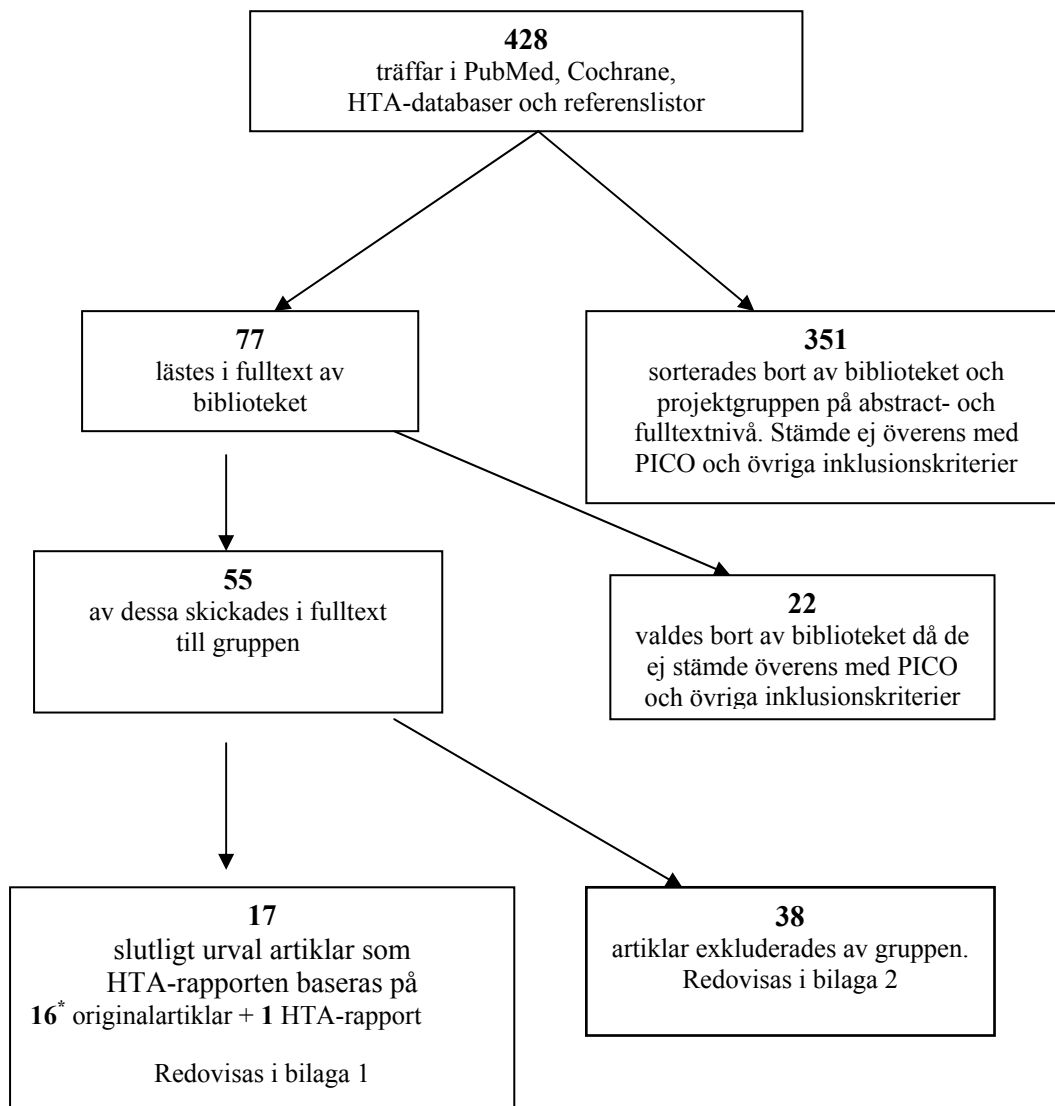 428
träffar i PubMed, Cochrane,
HTA-databaser och referenslistor
77
lästes i fulltext av
biblioteket
351
sorterades bort av biblioteket och
projektgruppen på abstract- och
fulltextnivå. Stämde ej överens med
PICO och övriga inklusionskriterier
55
av dessa skickades i fulltext
till gruppen
22
valdes bort av biblioteket då de
ej stämde överens med PICO
och övriga inklusionskriterier
17
slutligt urval artiklar som
HTA-rapporten baseras på
16* originalartiklar + 1 HTA-rapport
Redovisas i bilaga 1
38
artiklar exkluderades av gruppen.
Redovisas i bilaga 2